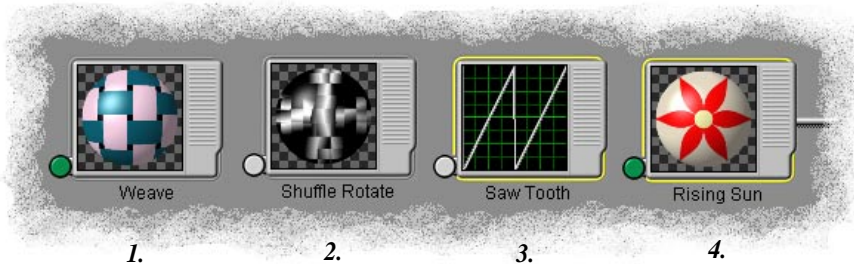 Weave
Shuffle Rotate
Saw Tooth
Rising Sun
1.
2.
3.
4.